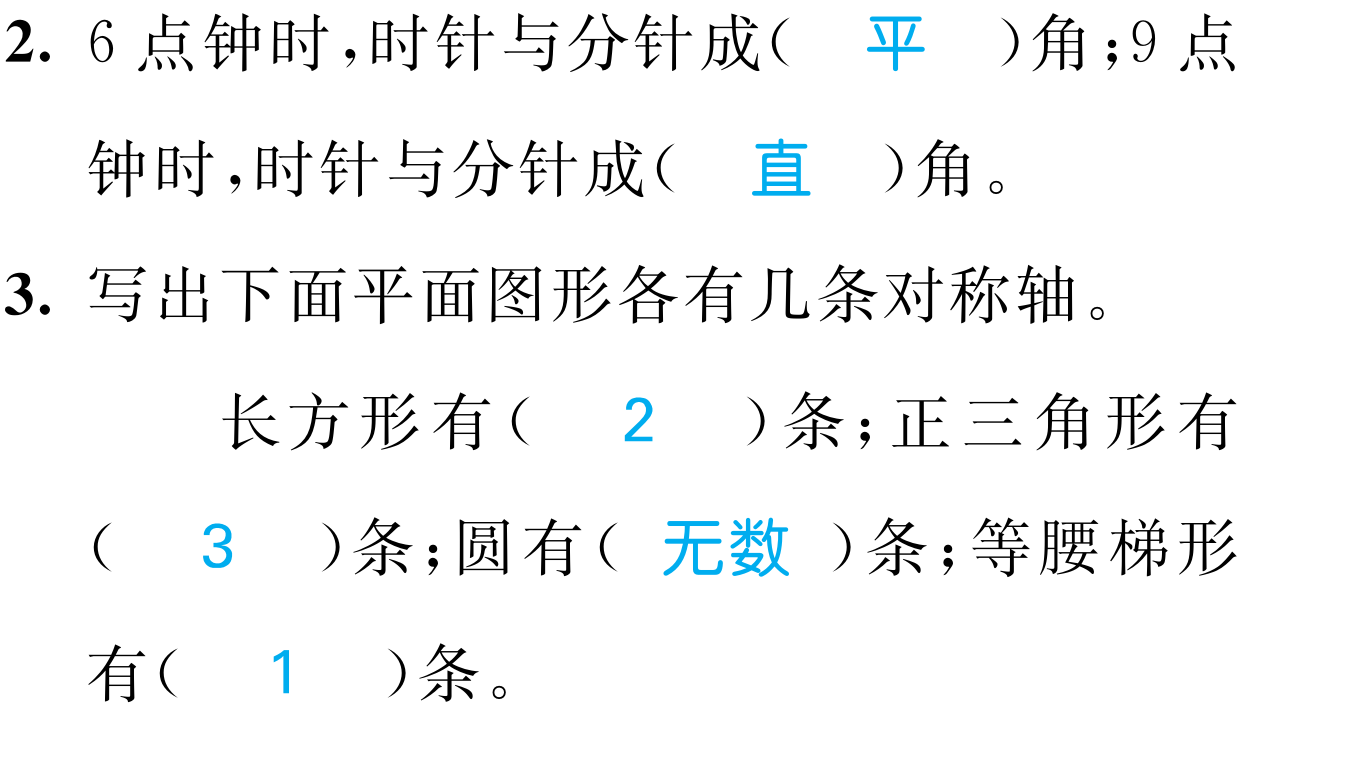 2. 6点钟时,时针与分针成( 平 )角;9点
钟时,时针与分针成( 直 )角。
3. 写出下面平面图形各有几条对称轴。
长方形有( 2 )条;正三角形有
( 3 )条;圆有( 无数 )条;等腰梯形
有( 1 )条。